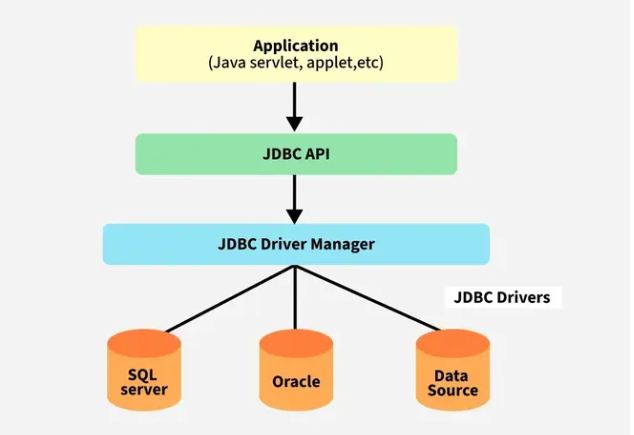 Application
(Java servlet, applet,etc)
JDBC API
JDBC Driver Manager
JDBC Drivers
SQL
server
Oracle
Data
Source